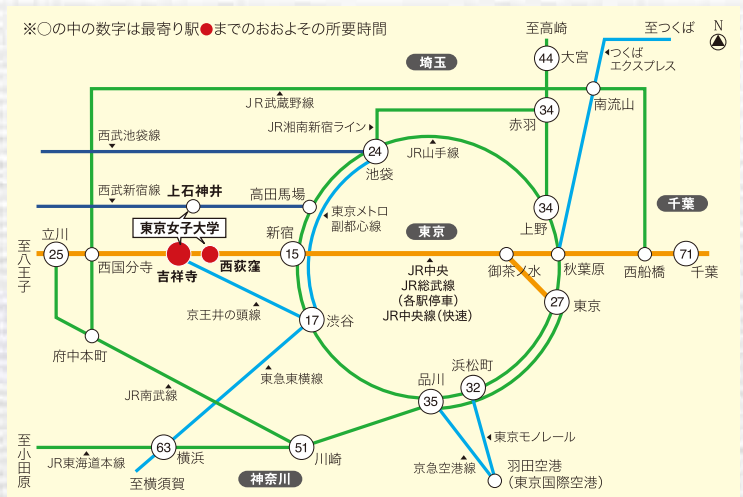 ※○の中の数字は最寄り駅●までのおおよその所要時間
至高崎
至つくば
N
44
大宮
つくば
エクスプレス
埼玉
JR武蔵野線
南流山
JR湘南新宿ライン
34
赤羽
西武池袋線
24
池袋
JR山手線
西武新宿線
上石神井
高田馬場
東京メトロ
副都心線
34
上野
千葉
東京女子大学
新宿
東京
至八王子
立川
25
西国分寺
吉祥寺
西荻窪
15
JR中央
JR総武線
(各駅停車)
JR中央線(快速)
御茶ノ水
秋葉原
西船橋
71
千葉
27
東京
京王井の頭線
17
渋谷
府中本町
東急東横線
浜松町
品川
32
35
JR南武線
至小田原
JR東海道本線
63
横浜
51
川崎
東京モノレール
京急空港線
羽田空港
(東京国際空港)
至横須賀
神奈川